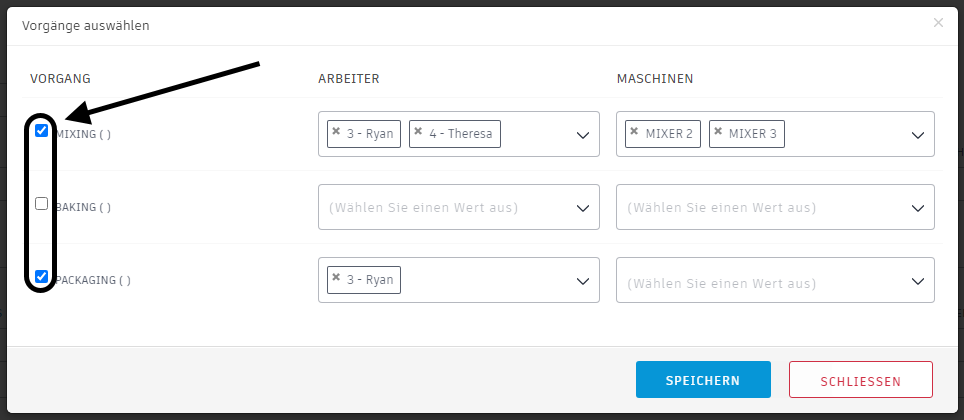 Vorgänge auswählen
VORGANG ARBEITER MASCHINEN
MIXING ( ) 3 - Ryan 4 - Theresa MIXER 2 MIXER 3
BAKING ( ) (Wählen Sie einen Wert aus) (Wählen Sie einen Wert aus)
PACKAGING ( ) 3 - Ryan (Wählen Sie einen Wert aus)
SPEICHERN SCHLIESSEN